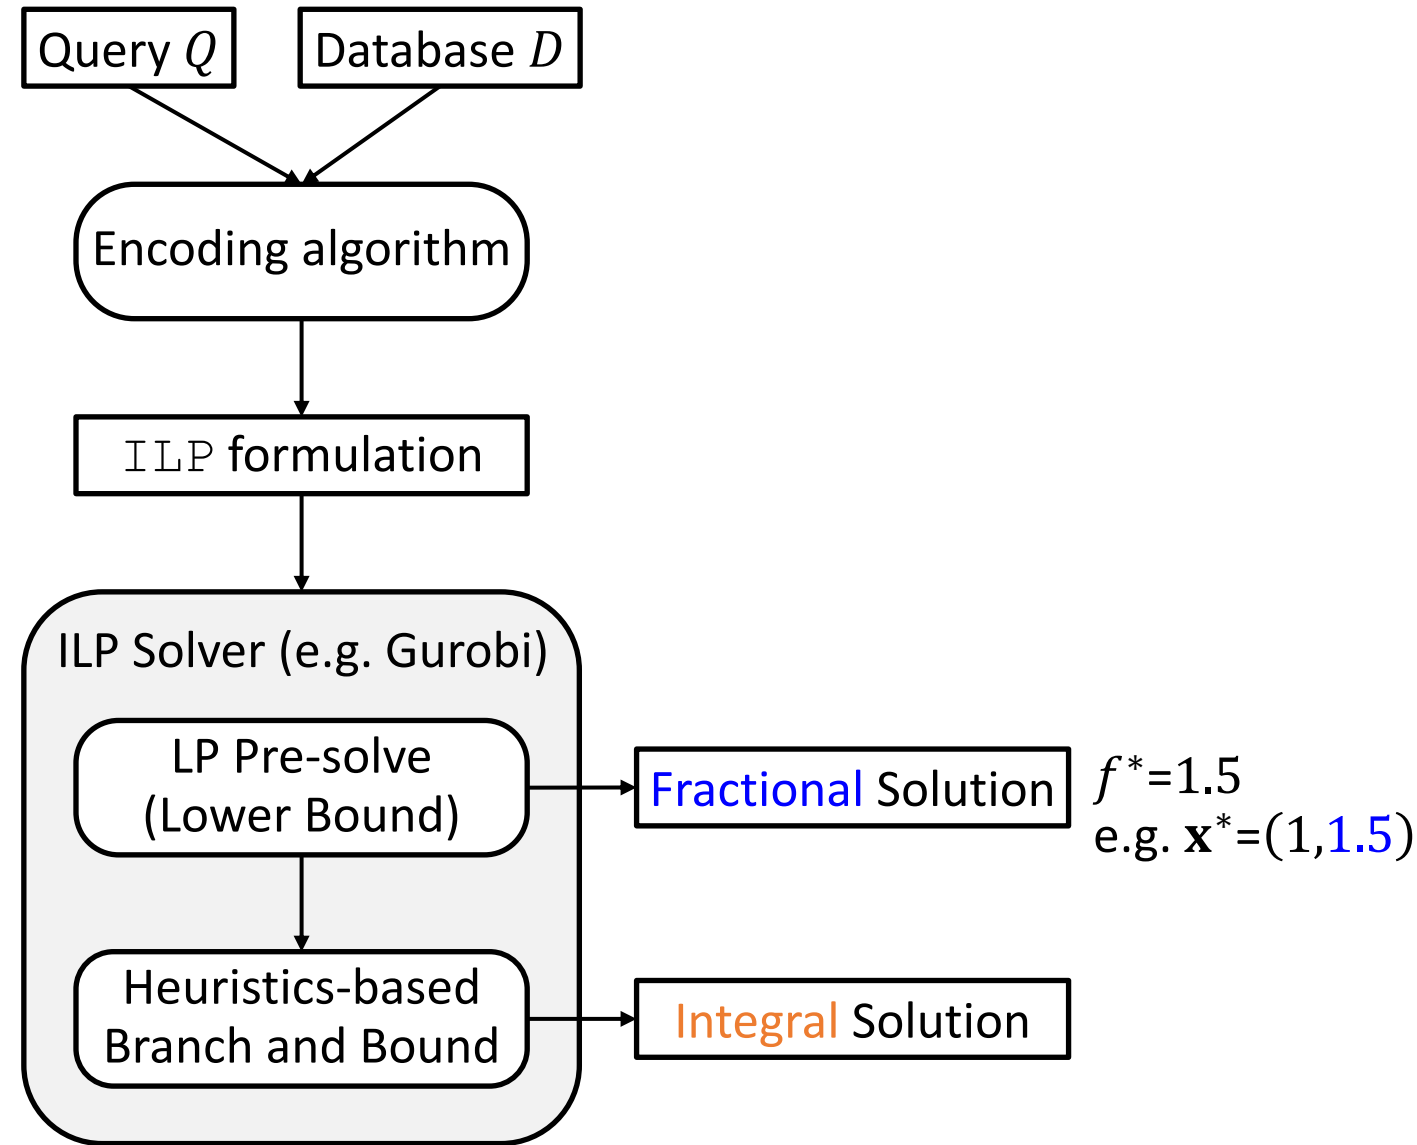 Query Q
Database D
Encoding algorithm
ILP formulation
ILP Solver (e.g. Gurobi)
LP Pre-solve
(Lower Bound)
Fractional Solution
f*=1.5
e.g. x*=(1,1.5)
Heuristics-based
Branch and Bound
Integral Solution